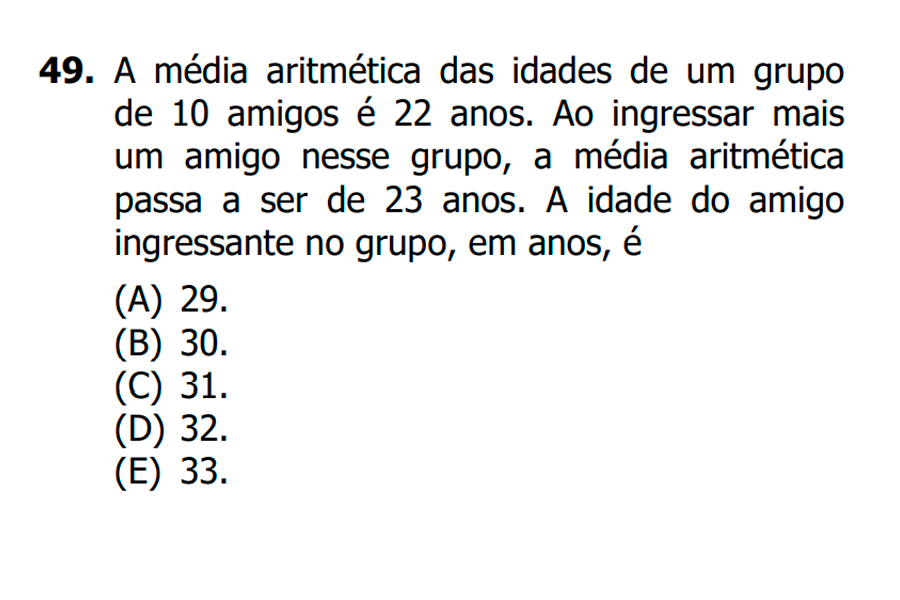 49. A média aritmética das idades de um grupo
de 10 amigos é 22 anos. Ao ingressar mais
um amigo nesse grupo, a média aritmética
passa a ser de 23 anos. A idade do amigo
ingressante no grupo, em anos, é
(A) 29.
(B) 30.
(C) 31.
(D) 32.
(E) 33.